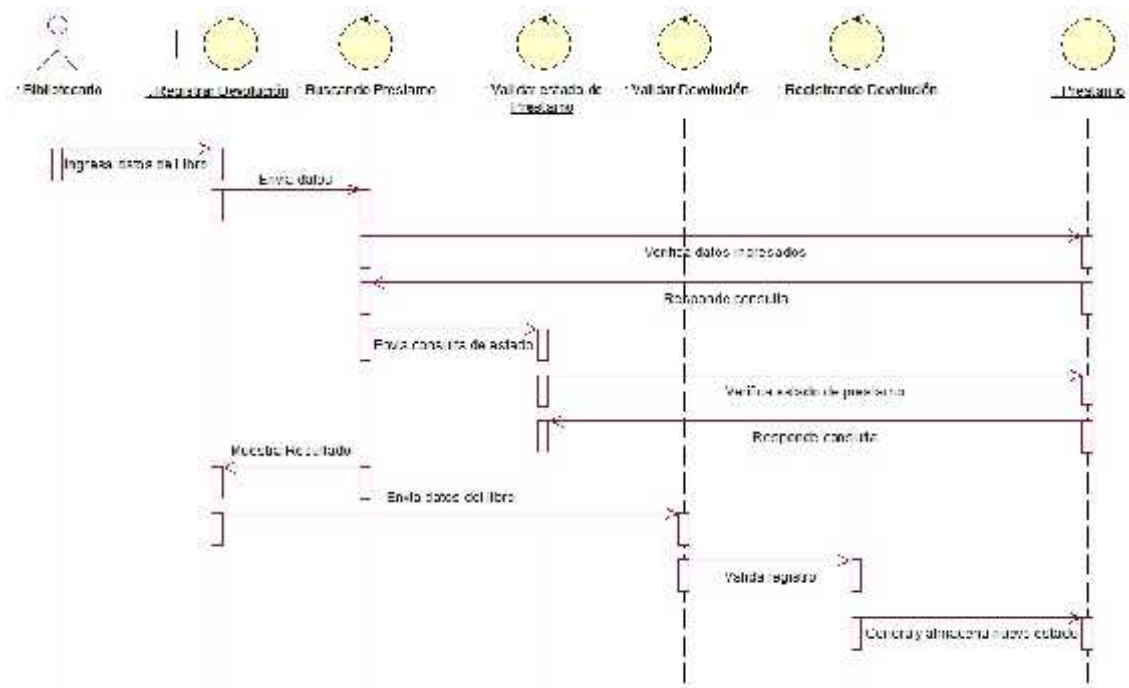 : Bibliotecario
: Registrar Devolución
: Buscando Prestamo
: Validar estado de
Prestamo
: Validar Devolución
: Registrando Devolución
: Prestamo
Ingresa datos del libro
Envia datos
Verifica datos ingresados
Responde consulta
Envia consulta de estado
Verifica estado de prestamo
Responde consulta
Muestra Resultado
Envia datos del libro
Valida registro
Genera y almacena nuevo estado